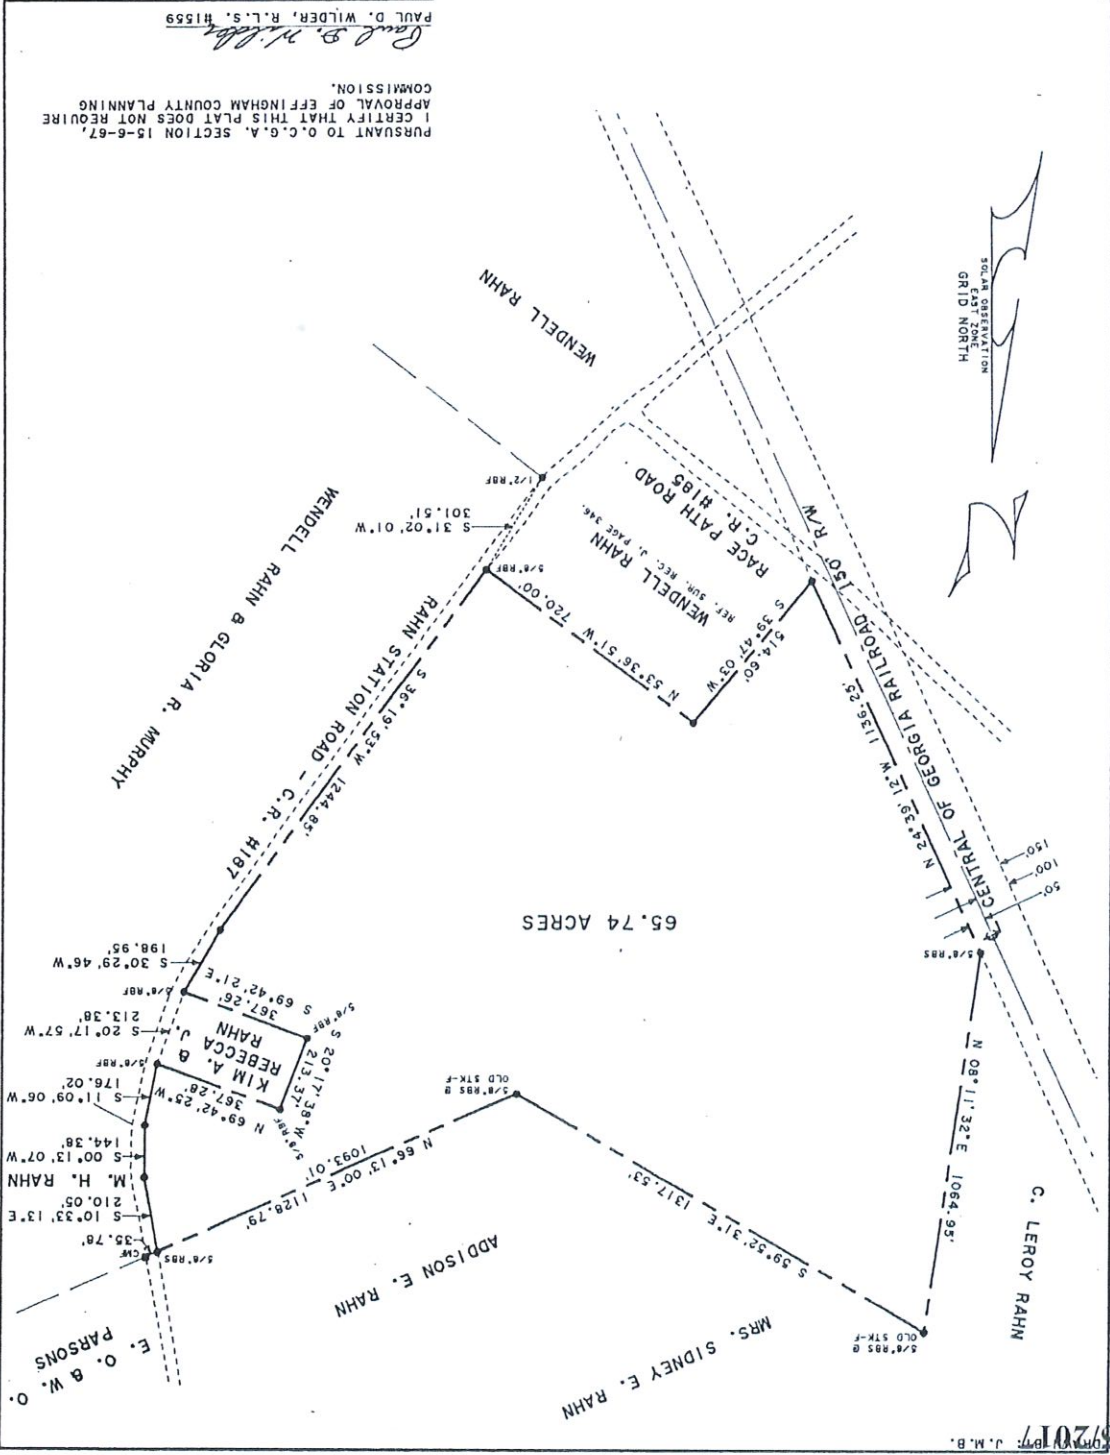 DRAWN BY: J.M.B.
E. O. & W. O.
PARSONS
MRS. SIDNEY E. RAHN
ADDISON E. RAHN
C. LEROY RAHN
5/8"RBS @
OLD STK-F
N 08° 11' 32"E 1064.95'
S 59° 52' 31"E 1317.53'
5/8"RBS @
OLD STK-F
N 66° 13' 00"E 1128.79'
1093.01'
5/8"RBS
CMF
35.78'
S 10°33' 13"E
210.05'
M. H. RAHN
S 00°13' 07"W
144.38'
S 11°09' 06"W
176.02'
5/8"RBF
S 20°17' 57"W
213.38'
5/8"RBF
S 30°29' 46"W
198.95'
N 69°42' 25"W
367.28'
5/8"RBF
KIM A. &
REBECCA J.
RAHN
S 20°17' 38"W
213.37'
5/8"RBF
S 69°42' 21"E
367.26'
5/8"RBS
50'
100'
150'
65.74 ACRES
CENTRAL OF GEORGIA RAILROAD 150' R/W
N 24°39' 12"W 1136.25'
RAHN STATION ROAD - C.R. #187
S 36° 19' 53"W 1244.85'
WENDELL RAHN & GLORIA R. MURPHY
S 39° 47' 03"W
514.60'
N 53°36' 51"W
720.00'
WENDELL RAHN
REF. SUR. REC. J, PAGE 346.
RACE PATH ROAD
C.R. #185
5/8"RBF
S 31°02' 01"W
301.51'
1/2"RBF
WENDELL RAHN
GRID NORTH
EAST ZONE
SOLAR OBSERVATION
PURSUANT TO O.C.G.A. SECTION 15-6-67,
I CERTIFY THAT THIS PLAT DOES NOT REQUIRE
APPROVAL OF EFFINGHAM COUNTY PLANNING
COMMISSION.
Paul D. Wilder
PAUL D. WILDER, R.L.S. #1559